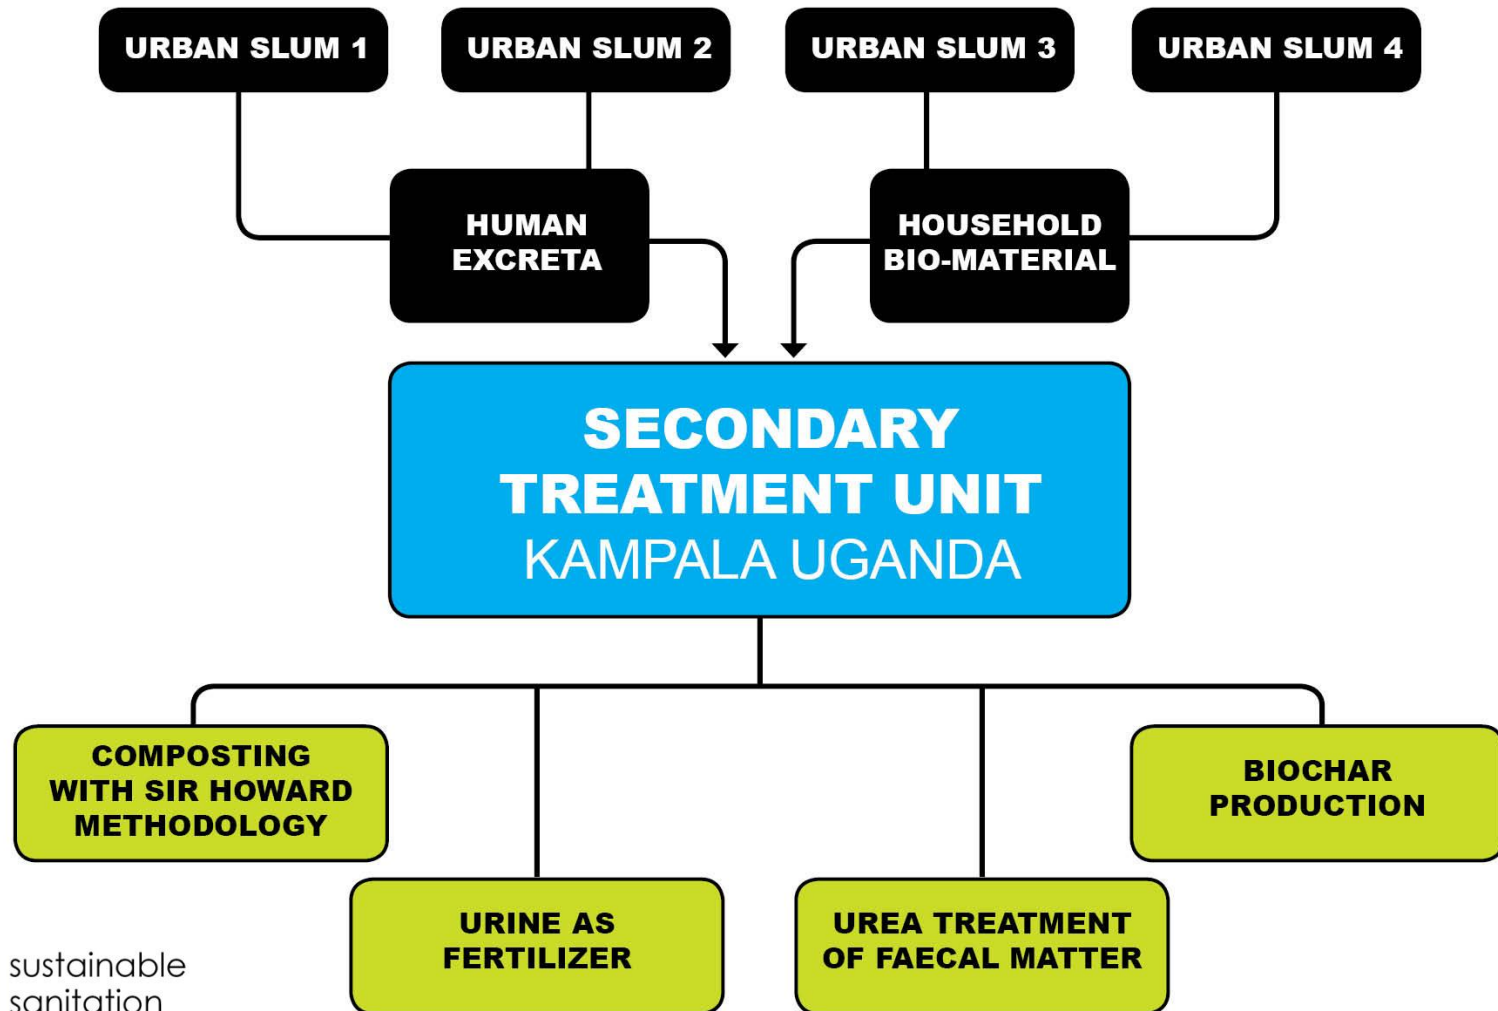 URBAN SLUM 1
URBAN SLUM 2
URBAN SLUM 3
URBAN SLUM 4
HUMAN
EXCRETA
HOUSEHOLD
BIO-MATERIAL
SECONDARY
TREATMENT UNIT
KAMPALA UGANDA
COMPOSTING
WITH SIR HOWARD
METHODOLOGY
BIOCHAR
PRODUCTION
URINE AS
FERTILIZER
UREA TREATMENT
OF FAECAL MATTER
sustainable
sanitation